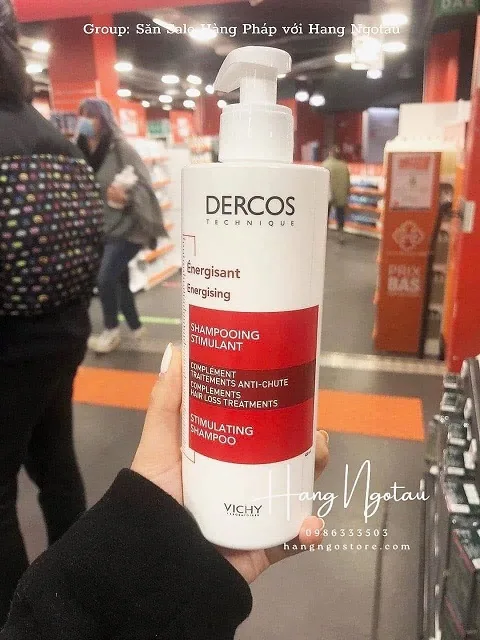 Group: Săn Sale Hàng Pháp với Hang Ngotau
DERCOS
TECHNIQUE
Énergisant
Energising
SHAMPOOING
STIMULANT
COMPLÉMENT
TRAITEMENTS ANTI-CHUTE
COMPLEMENTS
HAIR LOSS TREATMENTS
STIMULATING
SHAMPOO
VICHY
LABORATOIRES
Hang Ngotau
0986333503
hangngostore.com
PRIX
BAS